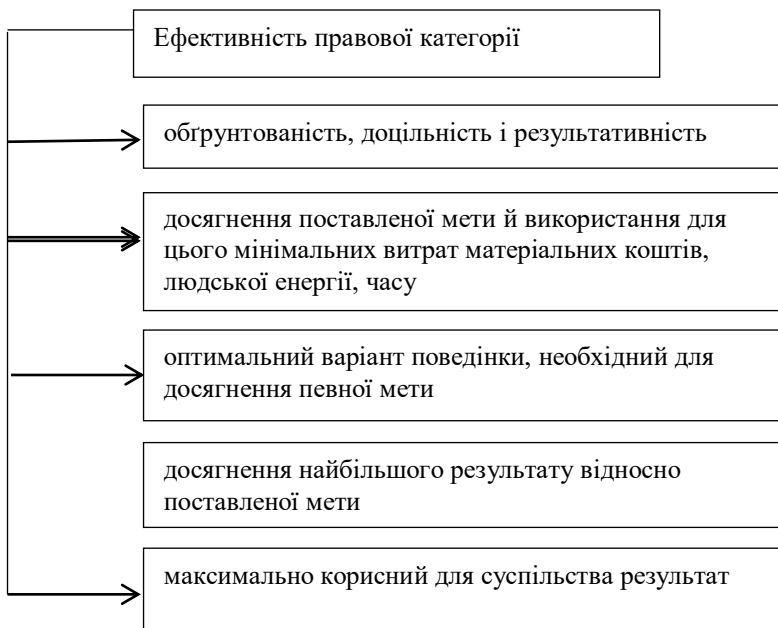 Ефективність правової категорії
обґрунтованість, доцільність і результативність
досягнення поставленої мети й використання для
цього мінімальних витрат матеріальних коштів,
людської енергії, часу
оптимальний варіант поведінки, необхідний для
досягнення певної мети
досягнення найбільшого результату відносно
поставленої мети
максимально корисний для суспільства результат